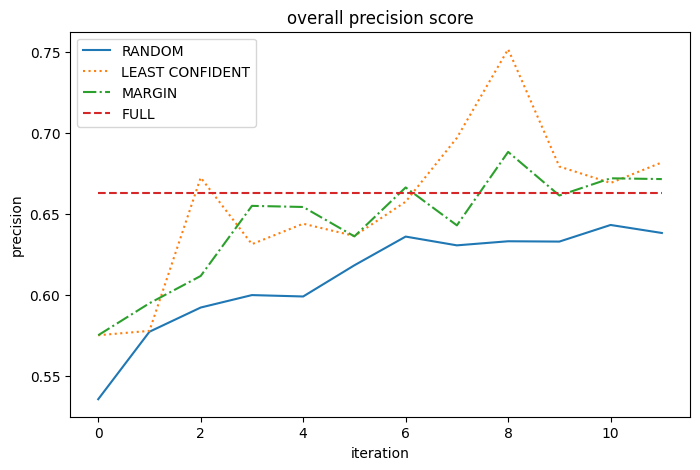 overall precision score
RANDOM
LEAST CONFIDENT
MARGIN
FULL
precision
0.75
0.70
0.65
0.60
0.55
0 2 4 6 8 10
iteration